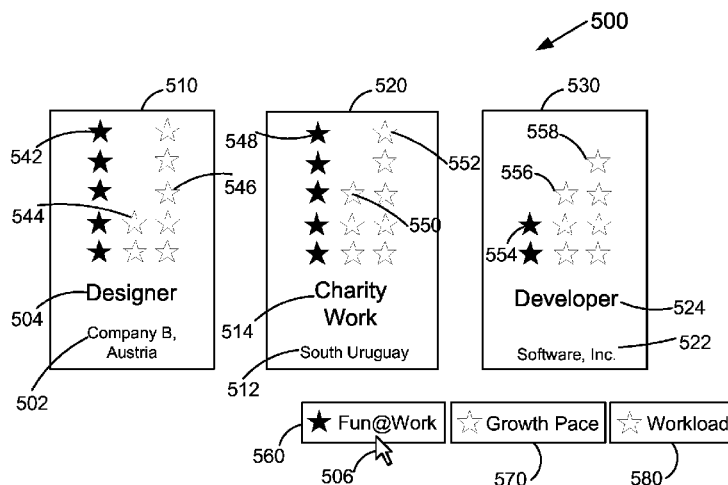 500
510
520
530
542
548
558
552
556
546
544
550
554
Designer
504
Charity
Work
514
Developer
524
Company B,
Austria
South Uruguay
Software, Inc.
522
502
512
Fun@Work
Growth Pace
Workload
560
506
570
580